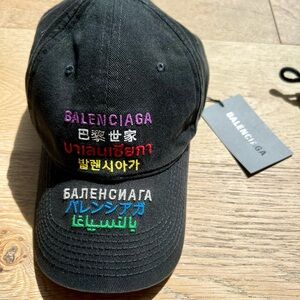 BALENCIAGA
巴黎世家
บาเลนเซียกา
발렌시아가
БАЛЕНСИАГА
バレンシアガ
بالنسياغا
BALENCIAGA